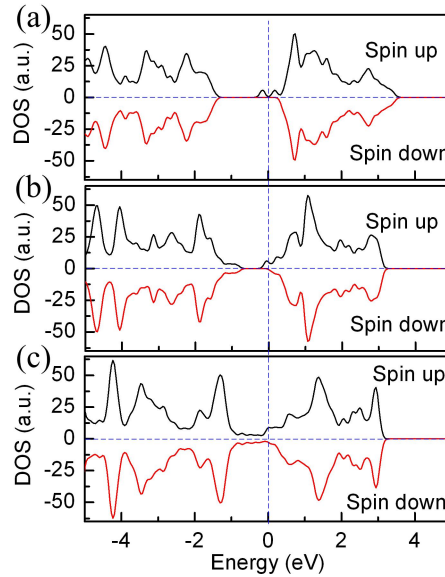 (a)
DOS (a.u.)
50
25
0
-25
-50
Spin up
Spin down
(b)
DOS (a.u.)
50
25
0
-25
-50
Spin up
Spin down
(c)
DOS (a.u.)
50
25
0
-25
-50
Spin up
Spin down
-4
-2
0
2
4
Energy (eV)